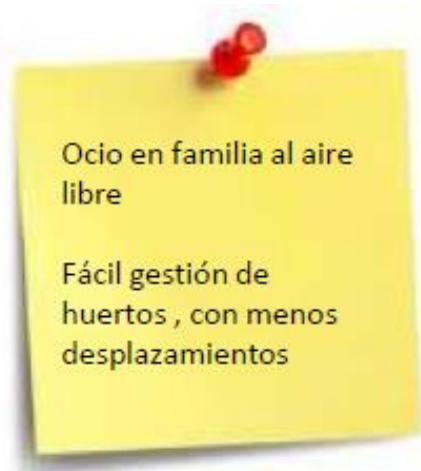 Ocio en familia al aire
libre
Fácil gestión de
huertos , con menos
desplazamientos